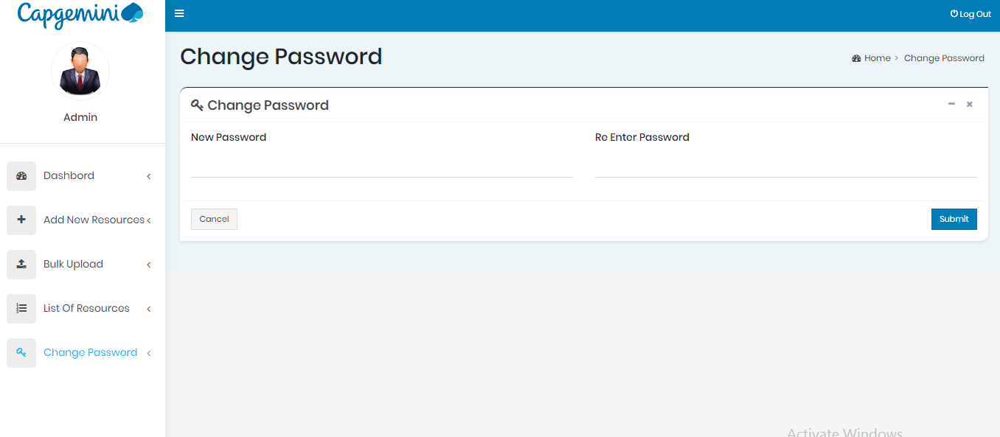 Capgemini
Log Out
Change Password
Home > Change Password
Admin
Change Password
New Password
Re Enter Password
Cancel
Submit
Dashbord
Add New Resources
Bulk Upload
List Of Resources
Change Password
Activate Windows